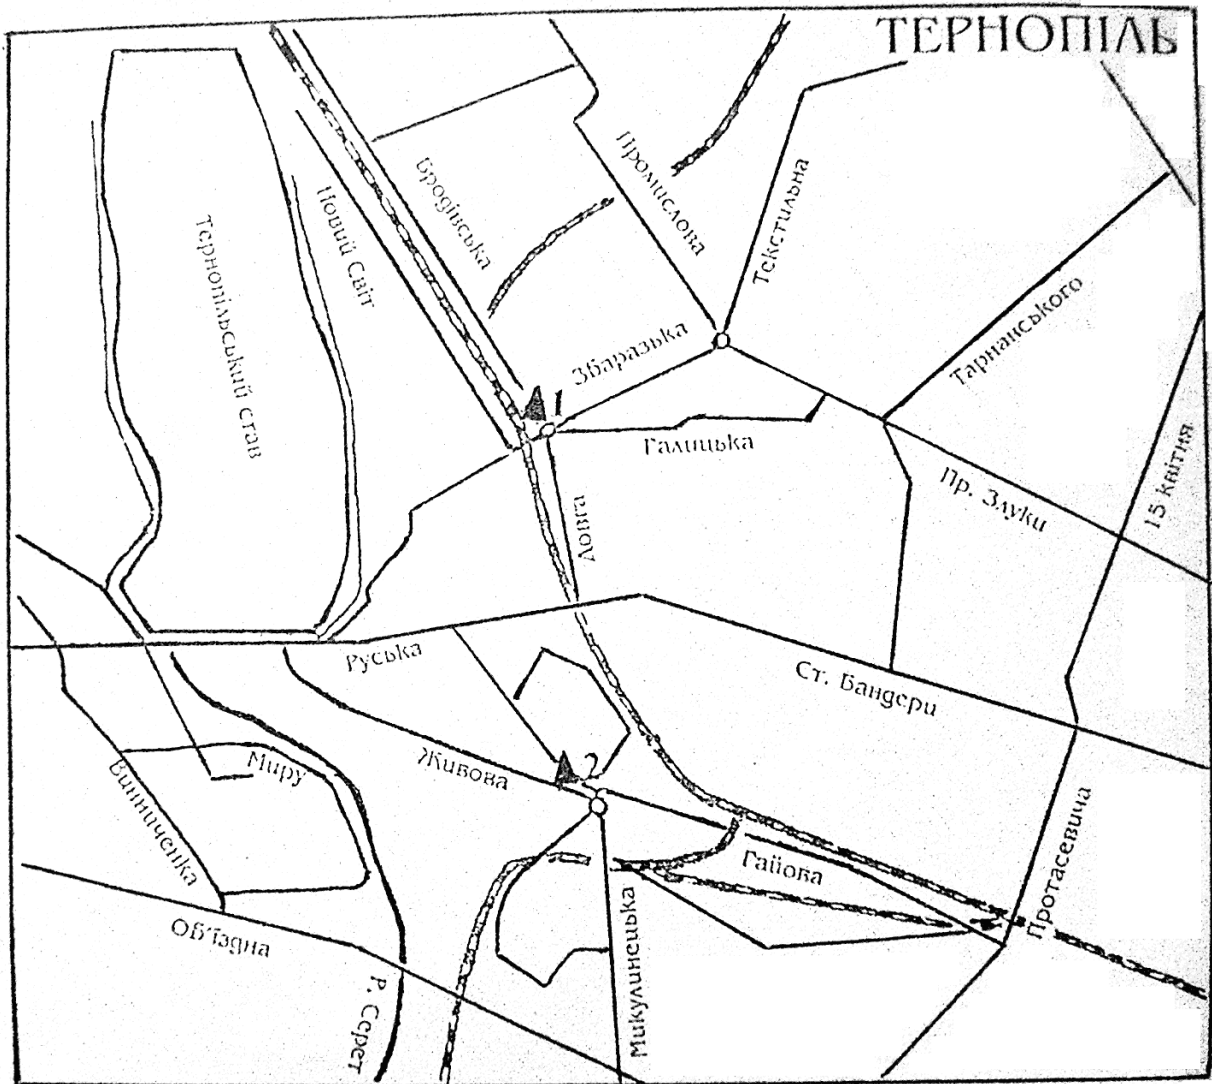 ТЕРНОПІЛЬ
Бродівська
Промислова
Текстильна
Новий Світ
Тернопільський став
Збаразька
Тарнанського
1
Галицька
Пр. Злуки
15 квітня
Довга
Руська
Ст. Бандери
Живова
2
Миру
Винниченка
Гайова
Протасевича
Об'їздна
Микулинецька
Р. Серет